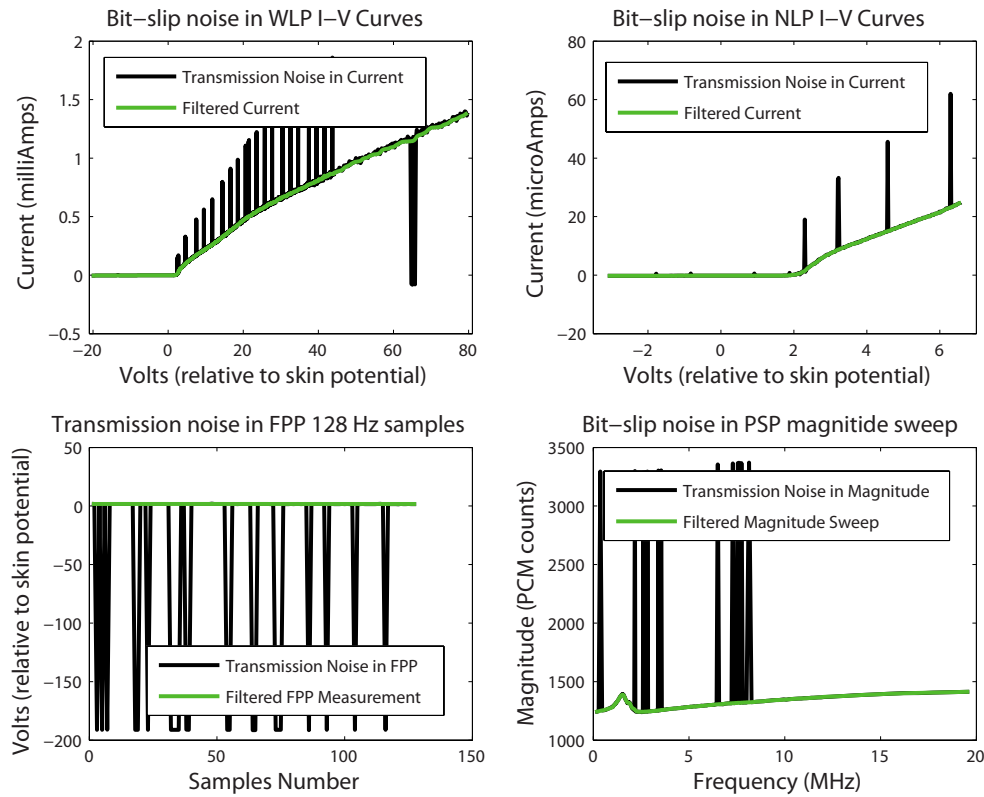 Bit−slip noise in WLP I−V Curves
2
1.5
1
0.5
0
−0.5
Current (milliAmps)
Transmission Noise in Current
Filtered Current
−20 0 20 40 60 80
Volts (relative to skin potential)
Bit−slip noise in NLP I−V Curves
80
60
40
20
0
−20
Current (microAmps)
Transmission Noise in Current
Filtered Current
−2 0 2 4 6
Volts (relative to skin potential)
Transmission noise in FPP 128 Hz samples
50
0
−50
−100
−150
−200
Volts (relative to skin potential)
Transmission Noise in FPP
Filtered FPP Measurement
0 50 100 150
Samples Number
Bit−slip noise in PSP magnitide sweep
3500
3000
2500
2000
1500
1000
Magnitude (PCM counts)
Transmission Noise in Magnitude
Filtered Magnitude Sweep
0 5 10 15 20
Frequency (MHz)